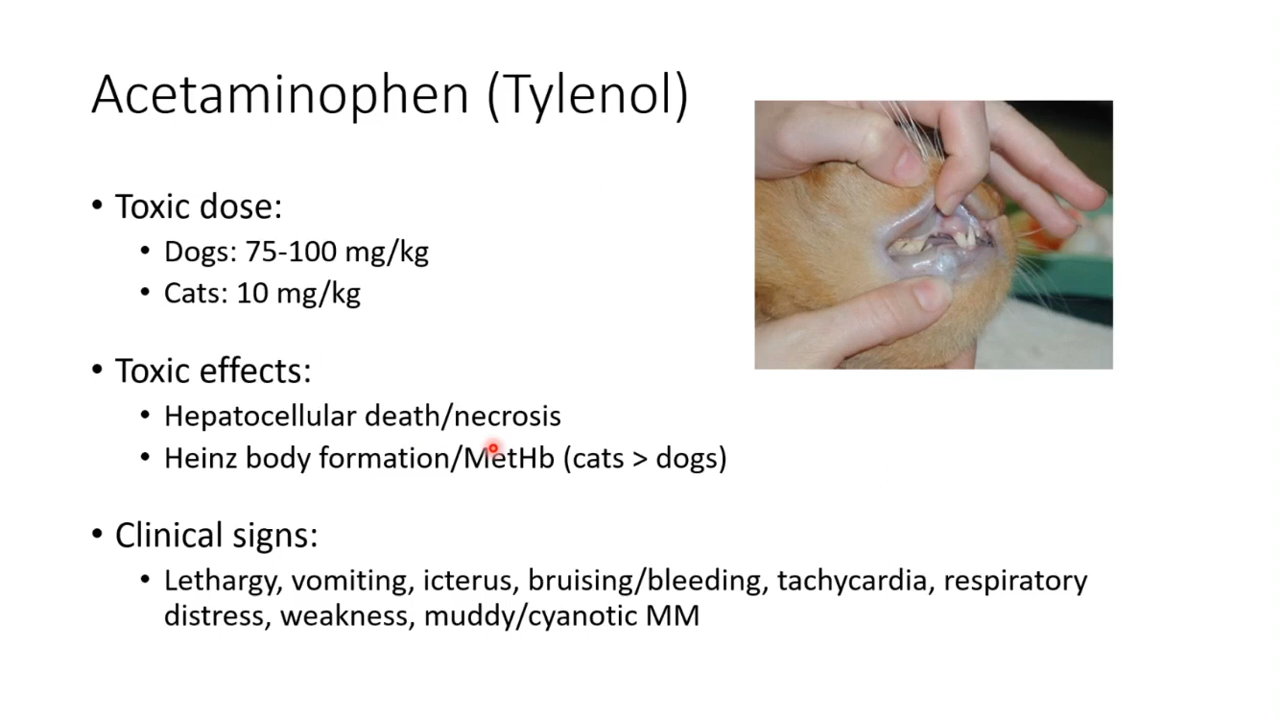 Acetaminophen (Tylenol)
• Toxic dose:
• Dogs: 75-100 mg/kg
• Cats: 10 mg/kg
• Toxic effects:
• Hepatocellular death/necrosis
• Heinz body formation/MetHb (cats > dogs)
• Clinical signs:
• Lethargy, vomiting, icterus, bruising/bleeding, tachycardia, respiratory
distress, weakness, muddy/cyanotic MM